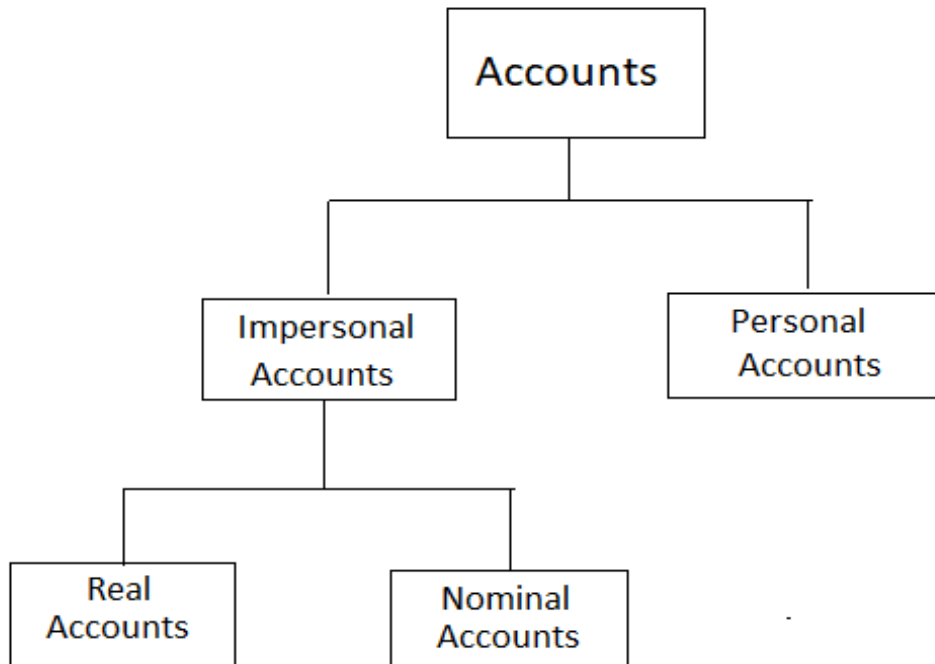 Accounts
Impersonal
Accounts
Personal
Accounts
Real
Accounts
Nominal
Accounts